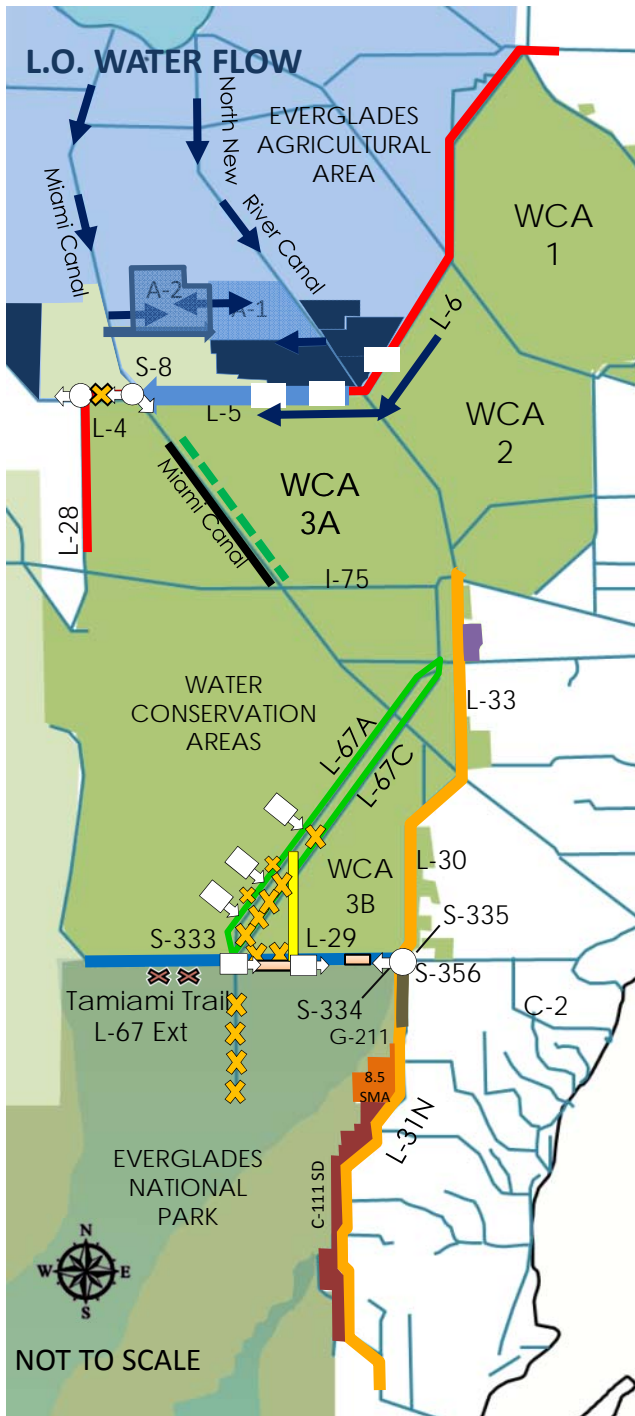 L.O. WATER FLOW
North New
River Canal
EVERGLADES
AGRICULTURAL
AREA
Miami Canal
WCA
1
A-2
A-1
L-6
S-8
L-4
L-5
WCA
2
L-28
Miami Canal
WCA
3A
I-75
WATER
CONSERVATION
AREAS
L-67A
L-67C
L-33
L-30
WCA
3B
S-333
L-29
S-335
S-356
S-334
Tamiami Trail
L-67 Ext
G-211
C-2
8.5
SMA
L-31N
EVERGLADES
NATIONAL
PARK
C-111 SD
N
W
E
S
NOT TO SCALE